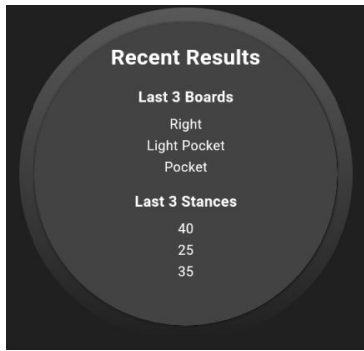 Recent Results
Last 3 Boards
Right
Light Pocket
Pocket
Last 3 Stances
40
25
35